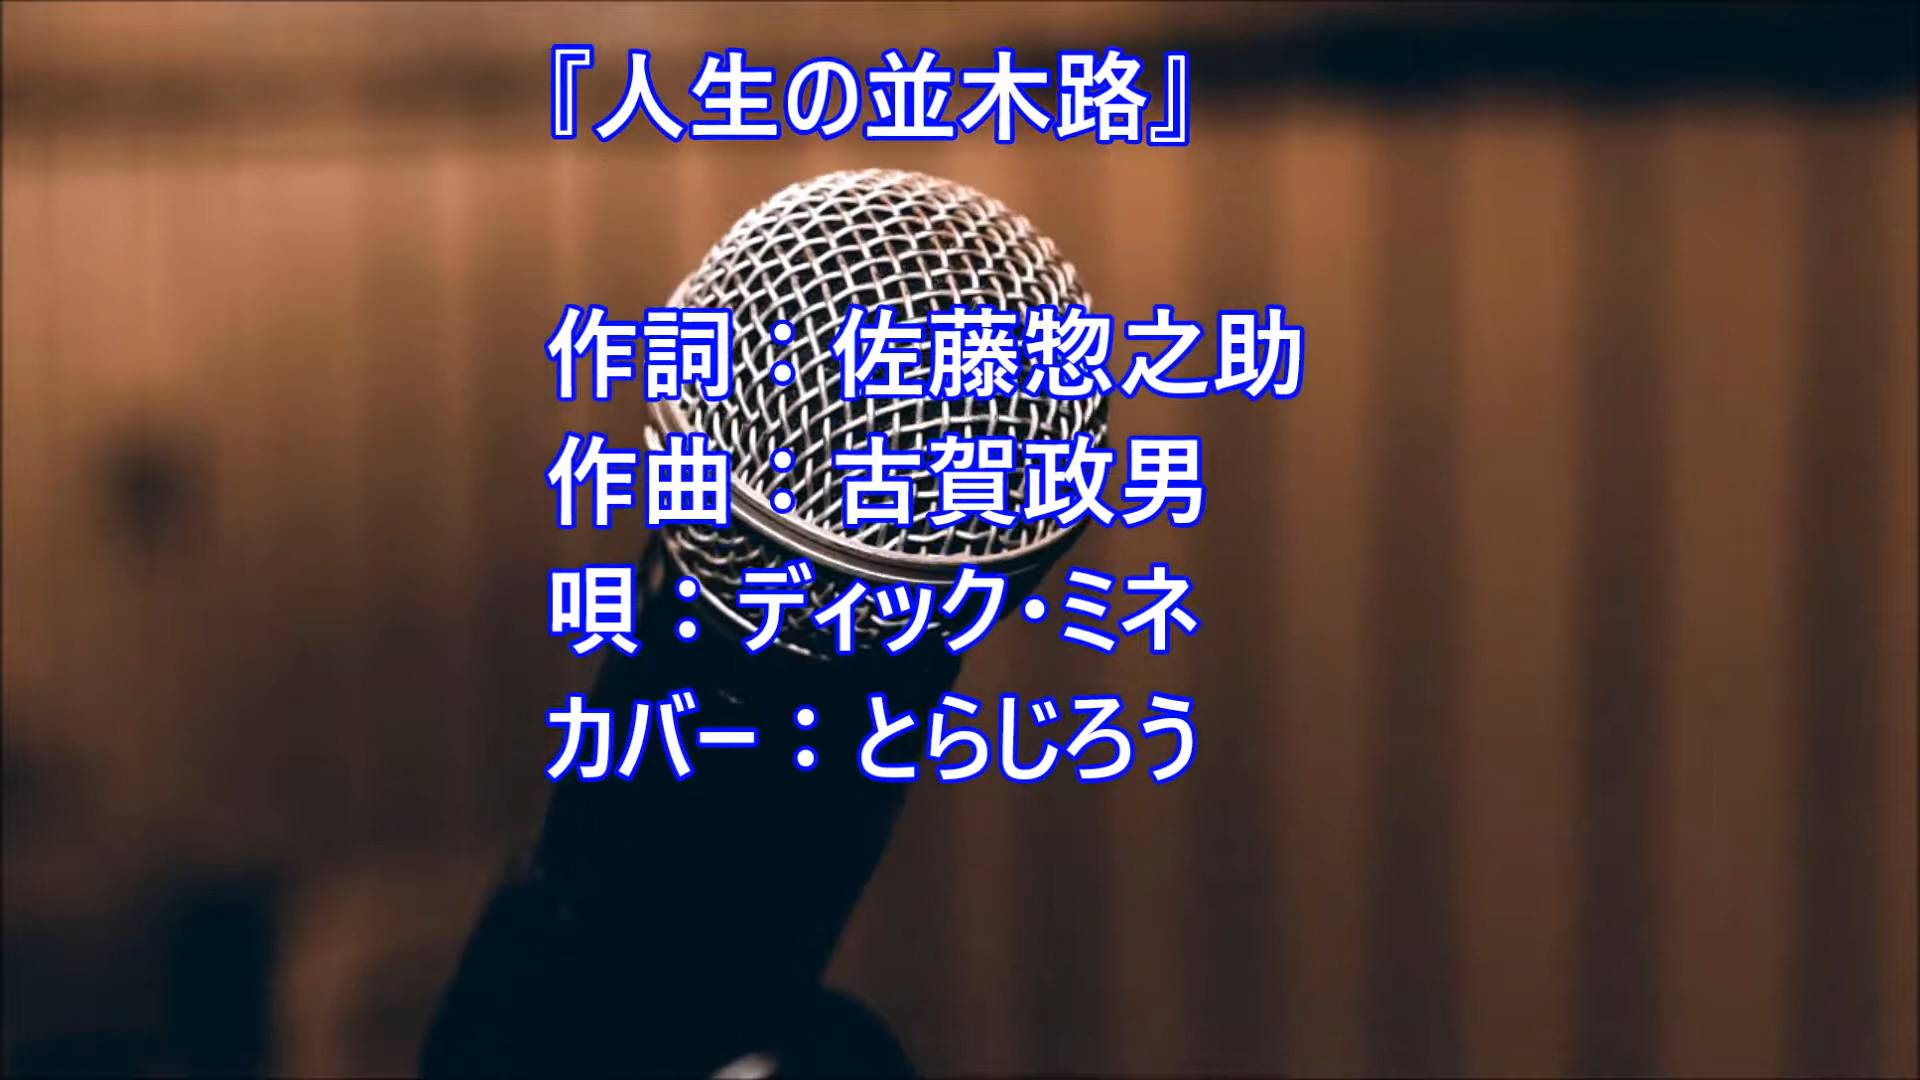 『人生の並木路』
作詞：佐藤惣之助
作曲：古賀政男
唄：ディック・ミネ
カバー：とらじろう